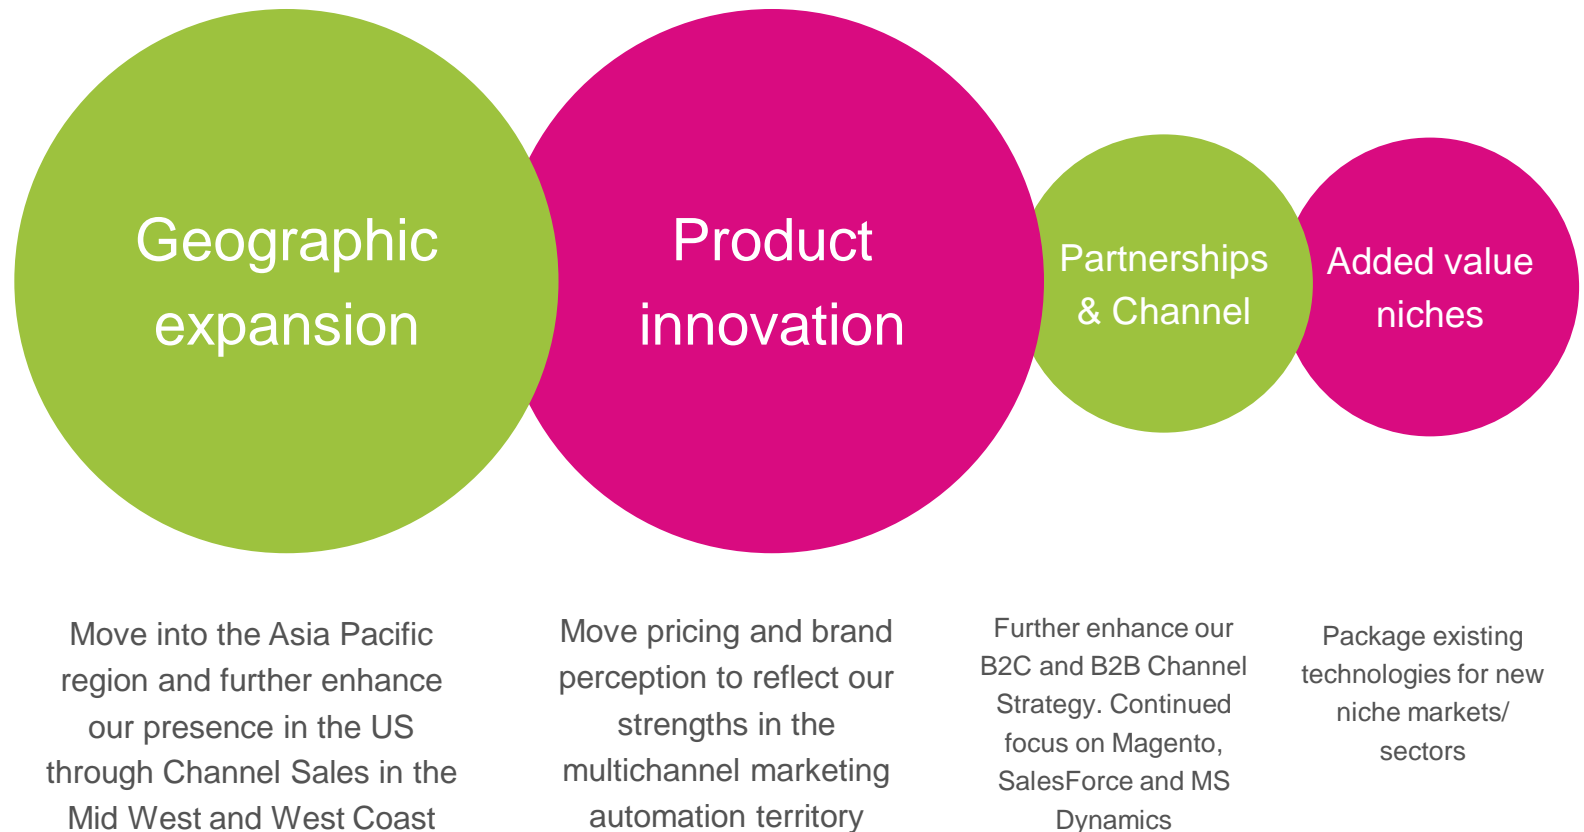 Geographic
expansion
Product
innovation
Partnerships
& Channel
Added value
niches
Move into the Asia Pacific
region and further enhance
our presence in the US
through Channel Sales in the
Mid West and West Coast
Move pricing and brand
perception to reflect our
strengths in the
multichannel marketing
automation territory
Further enhance our
B2C and B2B Channel
Strategy. Continued
focus on Magento,
SalesForce and MS
Dynamics
Package existing
technologies for new
niche markets/
sectors